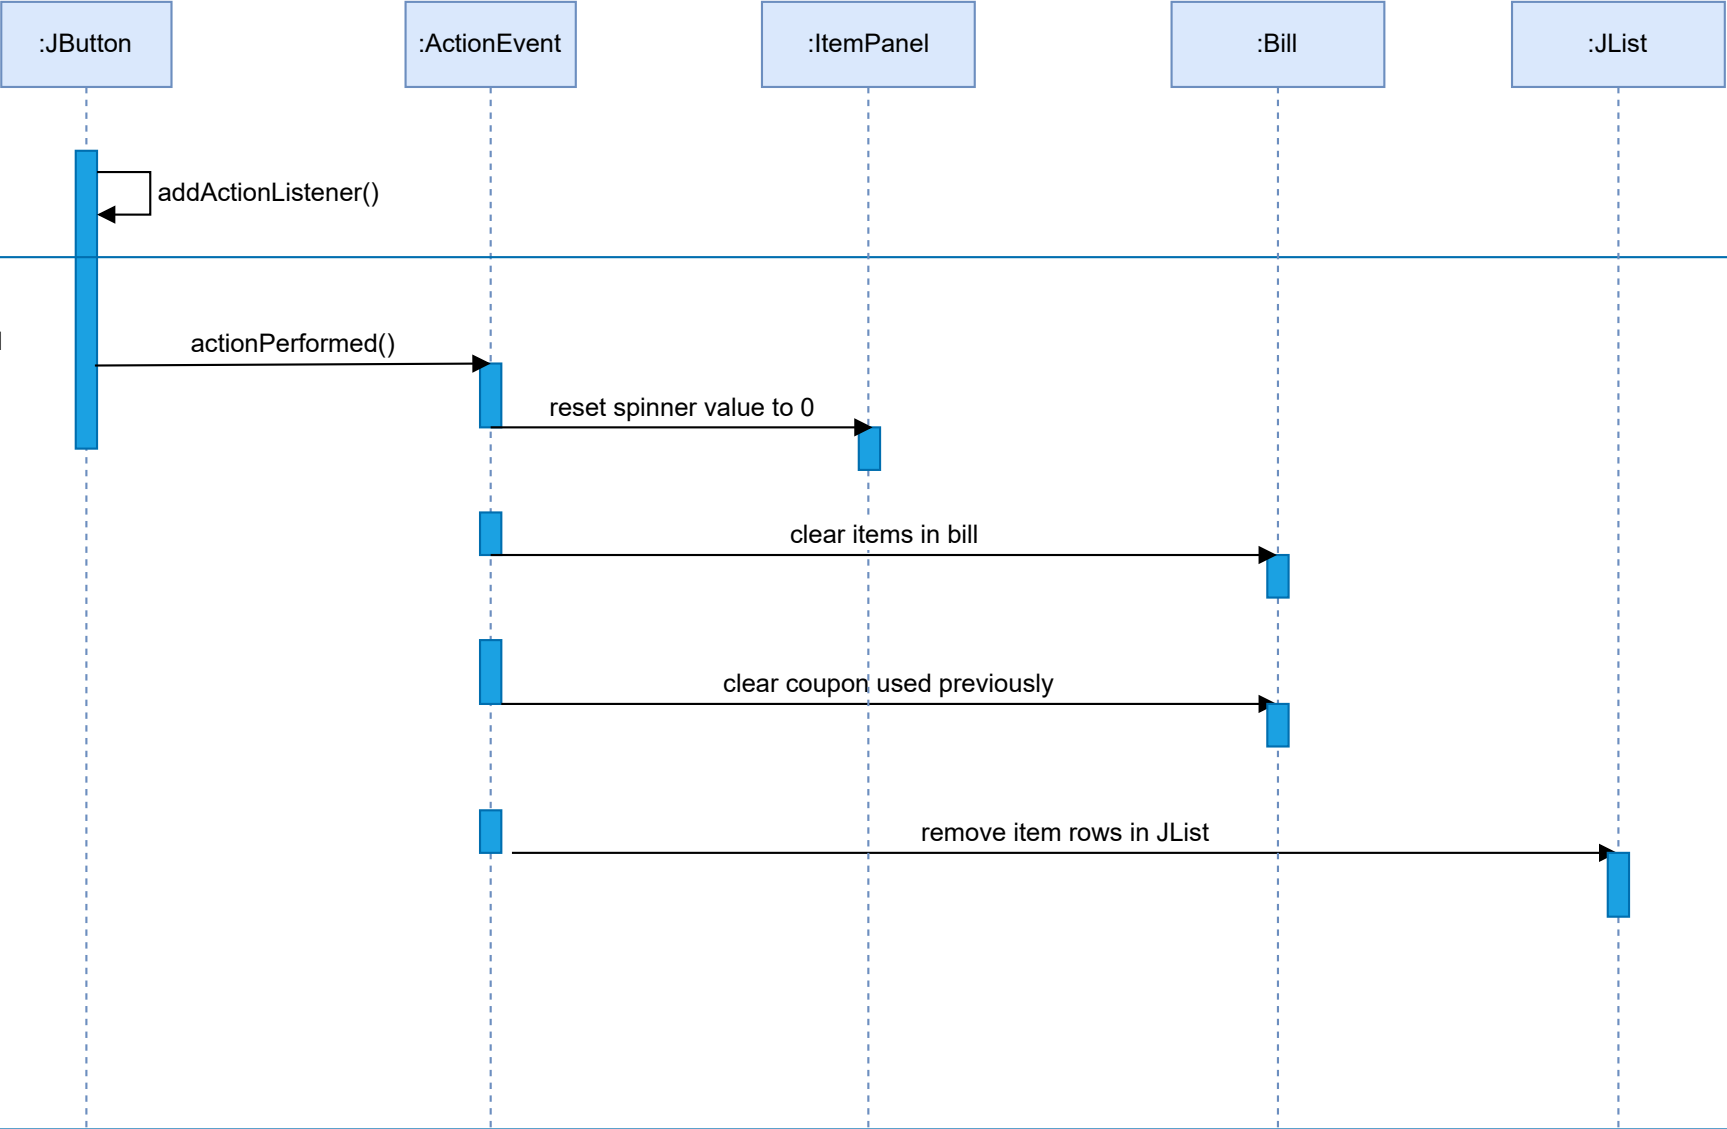 :JButton
:ActionEvent
:ItemPanel
:Bill
:JList
addActionListener()
actionPerformed()
reset spinner value to 0
clear items in bill
clear coupon used previously
remove item rows in JList